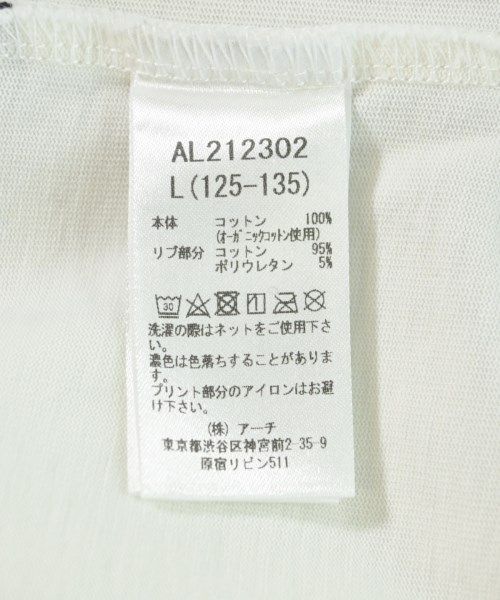 AL212302
L(125-135)
本体 コットン 100%
(オーガニックコットン使用)
リブ部分 コットン 95%
ポリウレタン 5%
30
洗濯の際はネットをご使用下さ
い。
濃色は色落ちすることがありま
す。
プリント部分のアイロンはお避
け下さい。
(株) アーチ
東京都渋谷区神宮前2-35-9
原宿リビン511